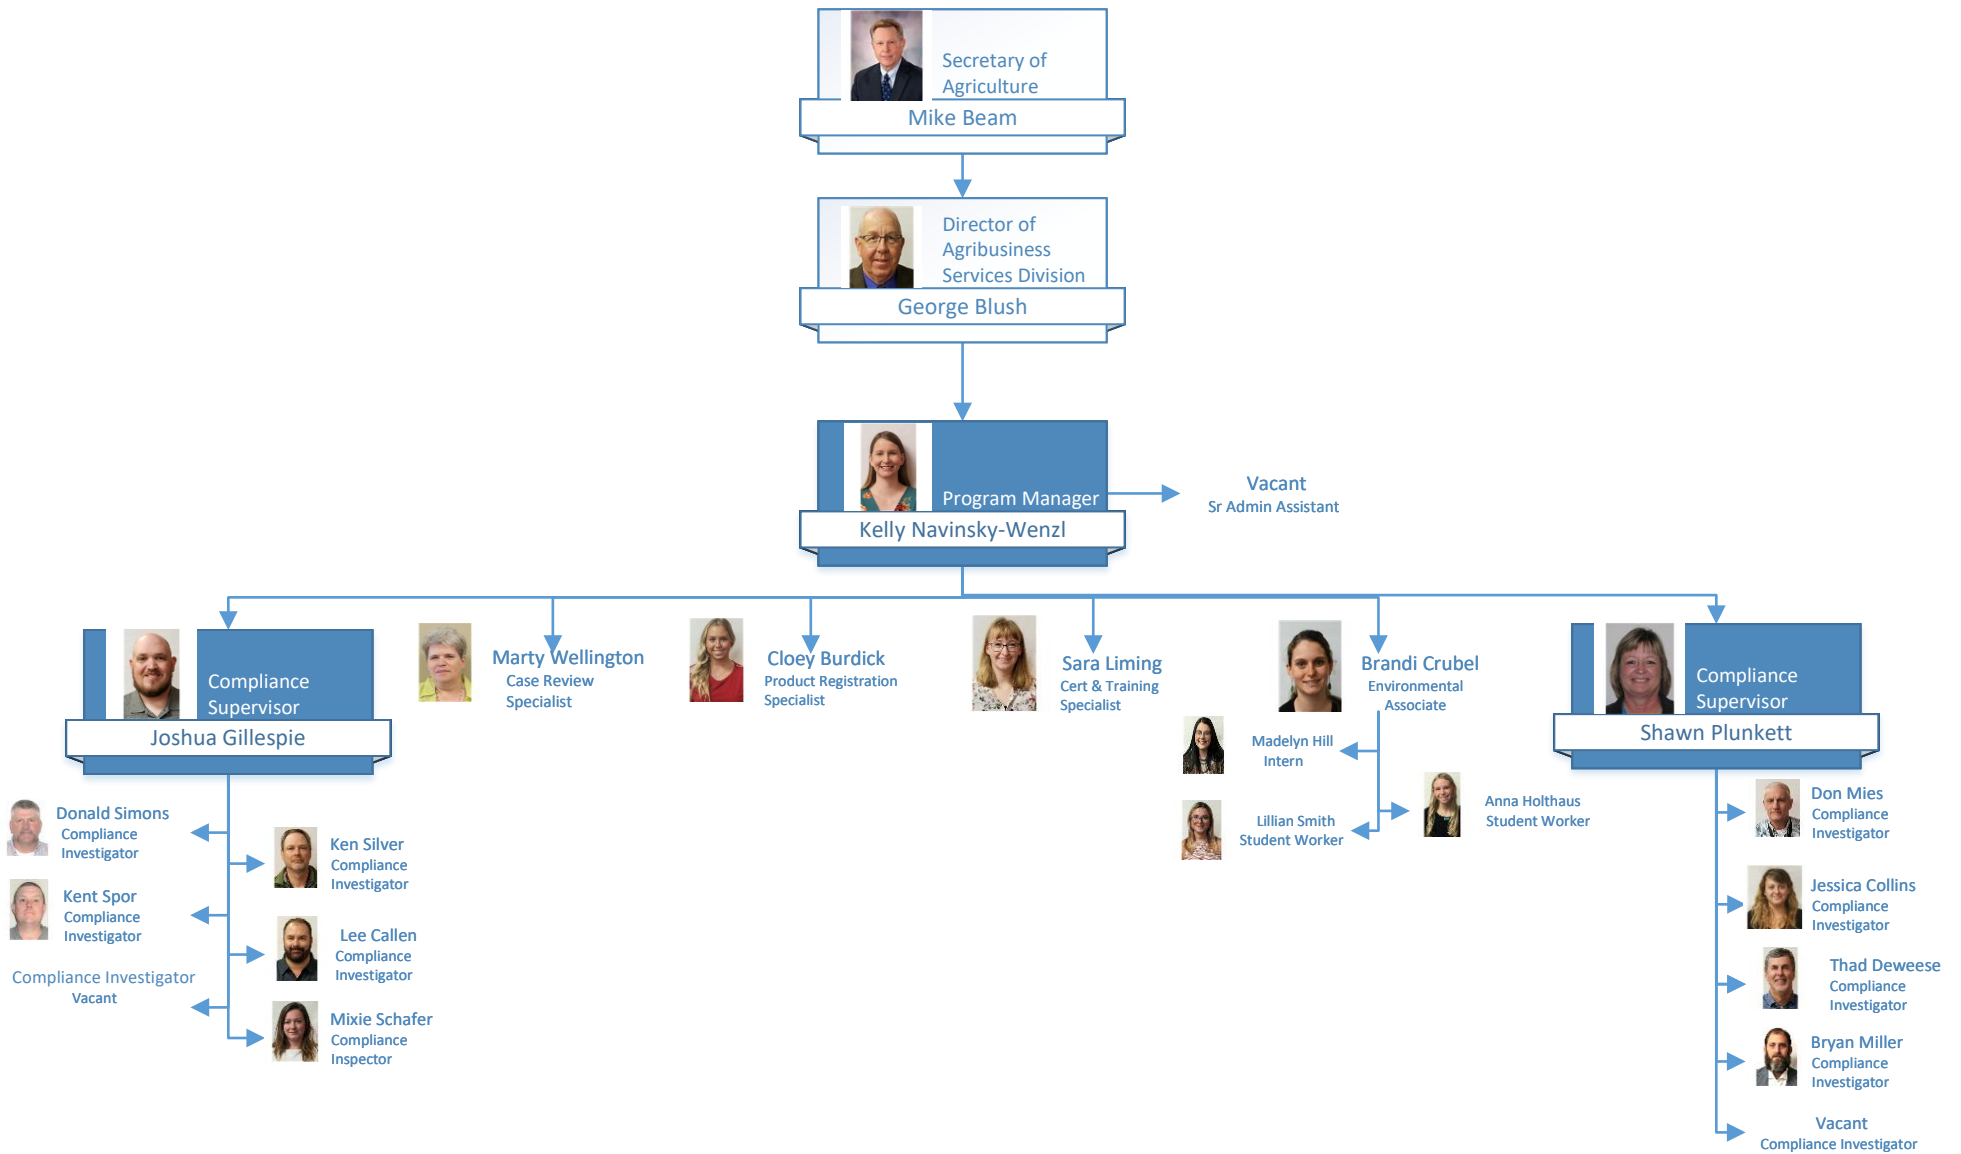 Secretary of
Agriculture
Mike Beam
Director of
Agribusiness
Services Division
George Blush
Program Manager
Kelly Navinsky-Wenzl
Vacant
Sr Admin Assistant
Compliance
Supervisor
Joshua Gillespie
Marty Wellington
Case Review
Specialist
Cloey Burdick
Product Registration
Specialist
Sara Liming
Cert & Training
Specialist
Brandi Crubel
Environmental
Associate
Compliance
Supervisor
Shawn Plunkett
Donald Simons
Compliance
Investigator
Ken Silver
Compliance
Investigator
Kent Spor
Compliance
Investigator
Lee Callen
Compliance
Investigator
Compliance Investigator
Vacant
Mixie Schafer
Compliance
Inspector
Madelyn Hill
Intern
Anna Holthaus
Student Worker
Lillian Smith
Student Worker
Don Mies
Compliance
Investigator
Jessica Collins
Compliance
Investigator
Thad Deweese
Compliance
Investigator
Bryan Miller
Compliance
Investigator
Vacant
Compliance Investigator